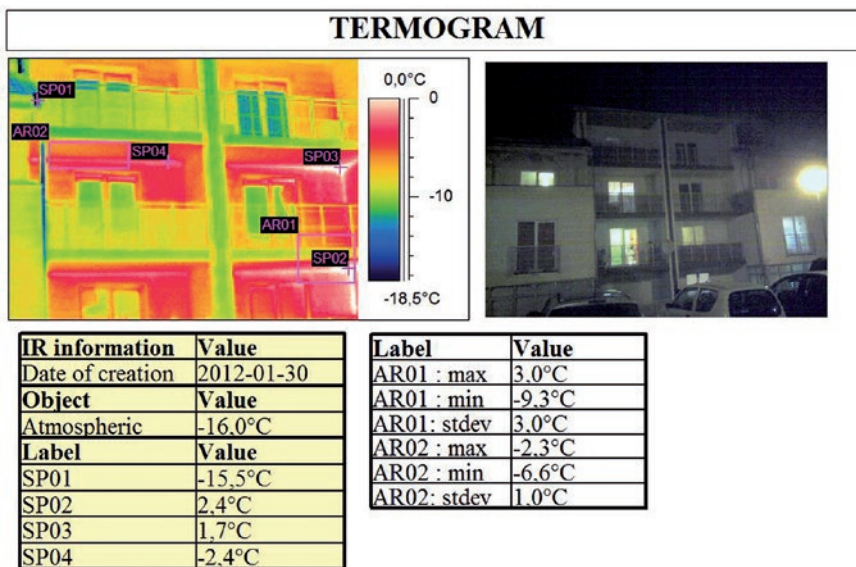 TERMOGRAM
SP01
AR02
SP04
SP03
AR01
SP02
0,0°C
0
-10
-18,5°C
IR information Value
Date of creation 2012-01-30
Object Value
Atmospheric -16,0°C
Label Value
SP01 -15,5°C
SP02 2,4°C
SP03 1,7°C
SP04 -2,4°C
Label Value
AR01 : max 3,0°C
AR01 : min -9,3°C
AR01: stdev 3,0°C
AR02 : max -2,3°C
AR02 : min -6,6°C
AR02: stdev 1,0°C